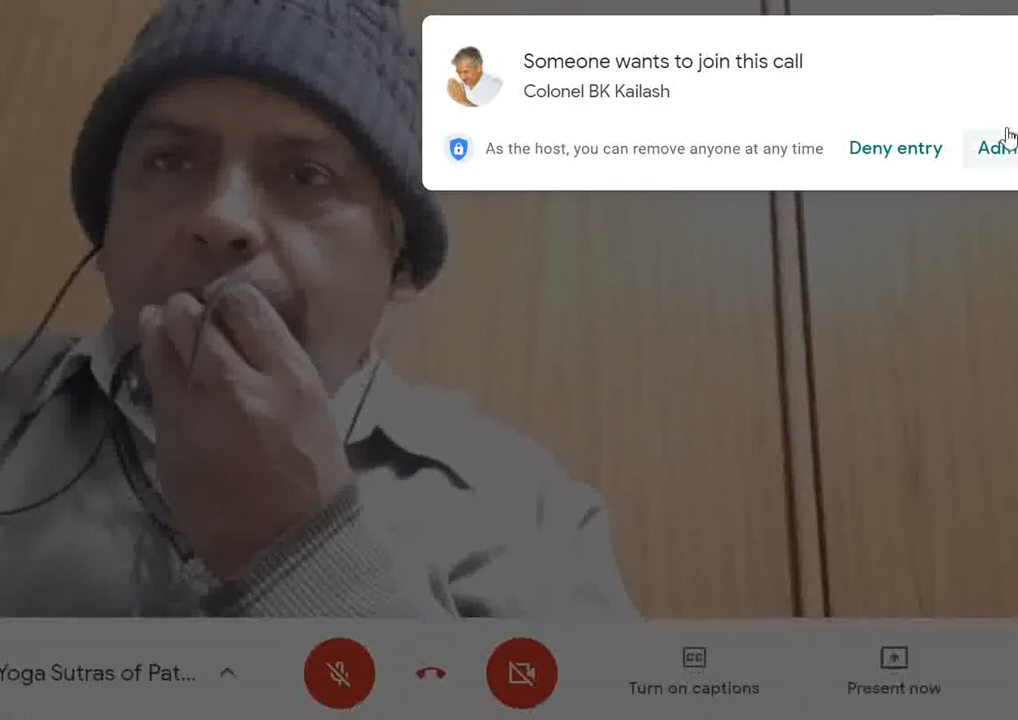 Someone wants to join this call
Colonel BK Kailash
As the host, you can remove anyone at any time
Deny entry
Yoga Sutras of Pat...
CC
Turn on captions
Present now